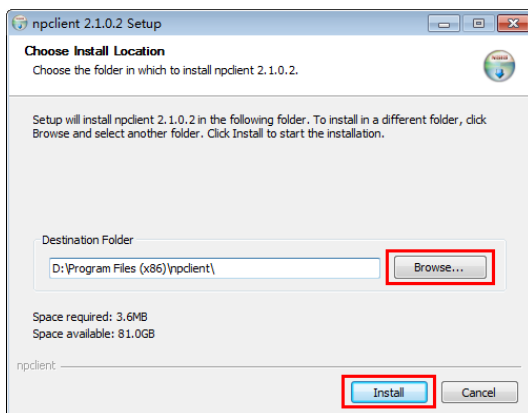 npclient 2.1.0.2 Setup
Choose Install Location
Choose the folder in which to install npclient 2.1.0.2.
Setup will install npclient 2.1.0.2 in the following folder. To install in a different folder, click
Browse and select another folder. Click Install to start the installation.
Destination Folder
D:\Program Files (x86)\npclient\
Browse...
Space required: 3.6MB
Space available: 81.0GB
npclient
Install
Cancel